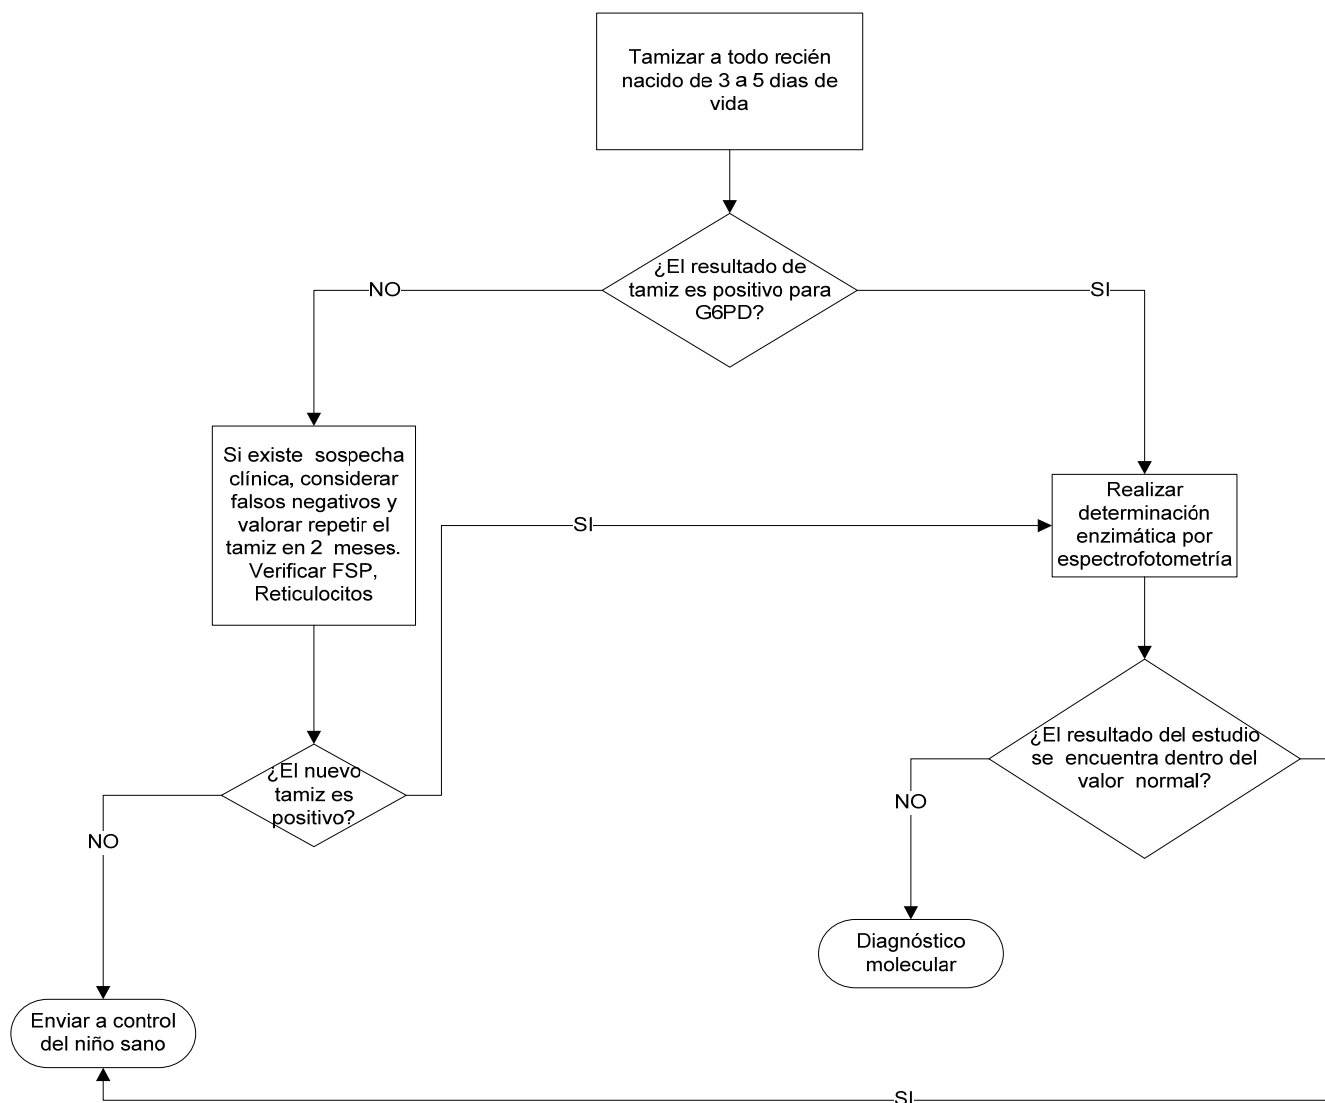 Tamizar a todo recién
nacido de 3 a 5 dias de
vida
¿El resultado de
tamiz es positivo para
G6PD?
NO
SI
Si existe sospecha
clínica, considerar
falsos negativos y
valorar repetir el
tamiz en 2 meses.
Verificar FSP,
Reticulocitos
SI
Realizar
determinación
enzimática por
espectrofotometría
¿El nuevo
tamiz es
positivo?
¿El resultado del estudio
se encuentra dentro del
valor normal?
NO
NO
Diagnóstico
molecular
Enviar a control
del niño sano
SI